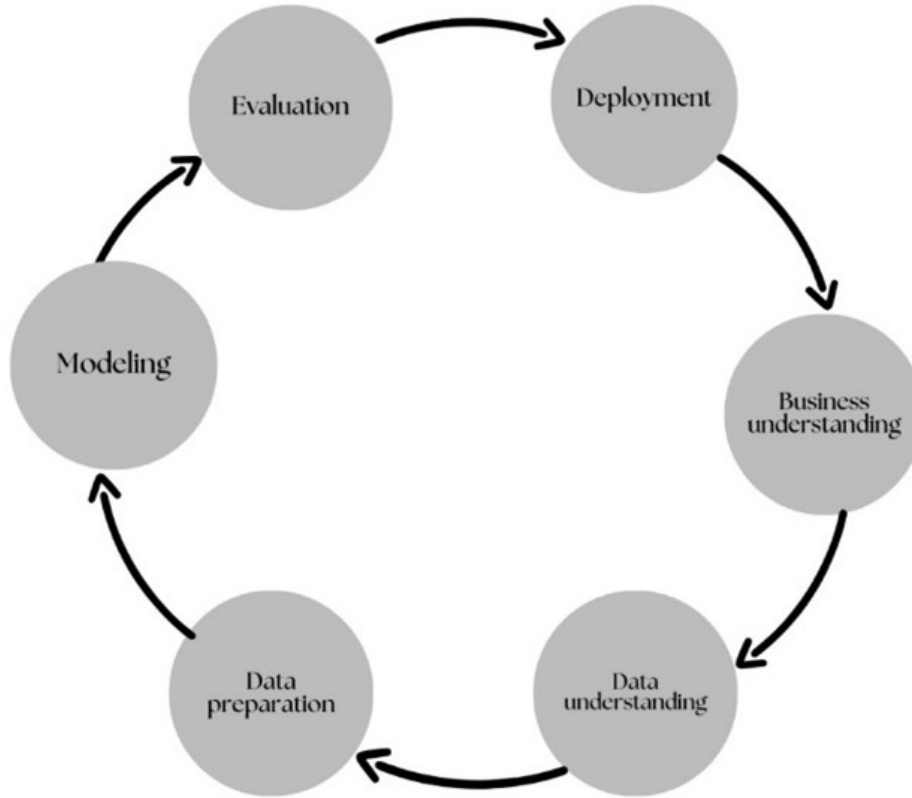 Evaluation
Deployment
Modeling
Business
understanding
Data
preparation
Data
understanding